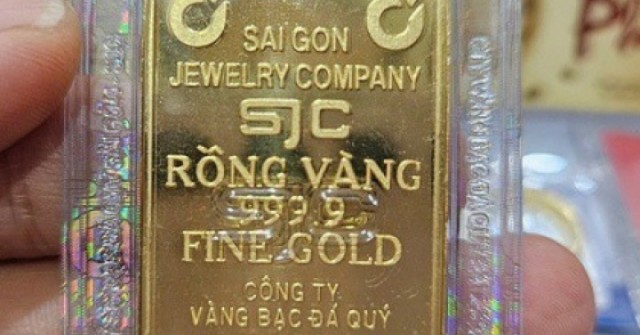 SAI GON
JEWELRY COMPANY
SJC
RỒNG VÀNG
999.9
FINE GOLD
CÔNG TY
VÀNG BẠC ĐÁ QUÝ